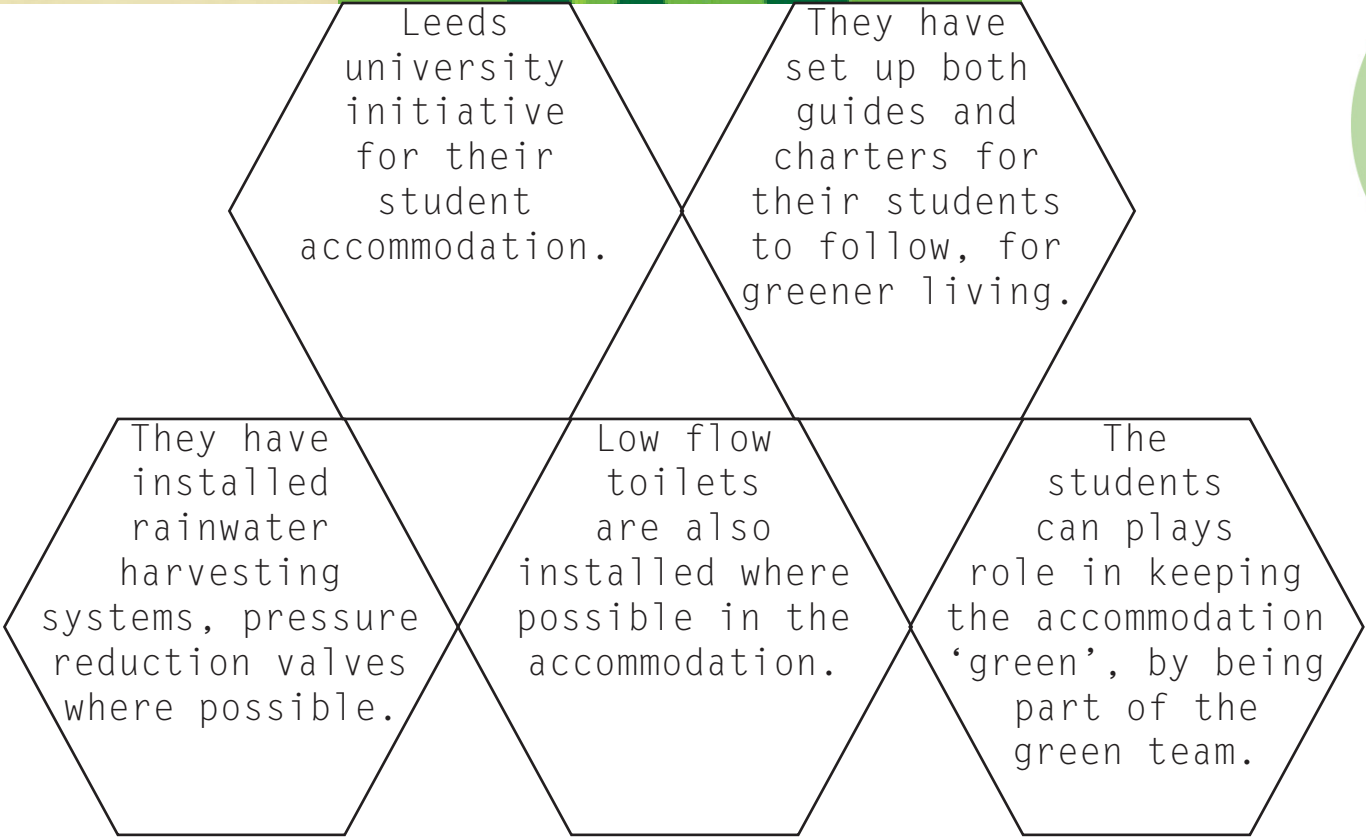 Leeds
university
initiative
for their
student
accommodation.
They have
set up both
guides and
charters for
their students
to follow, for
greener living.
They have
installed
rainwater
harvesting
systems, pressure
reduction valves
where possible.
Low flow
toilets
are also
installed where
possible in the
accommodation.
The
students
can plays
role in keeping
the accommodation
‘green’, by being
part of the
green team.